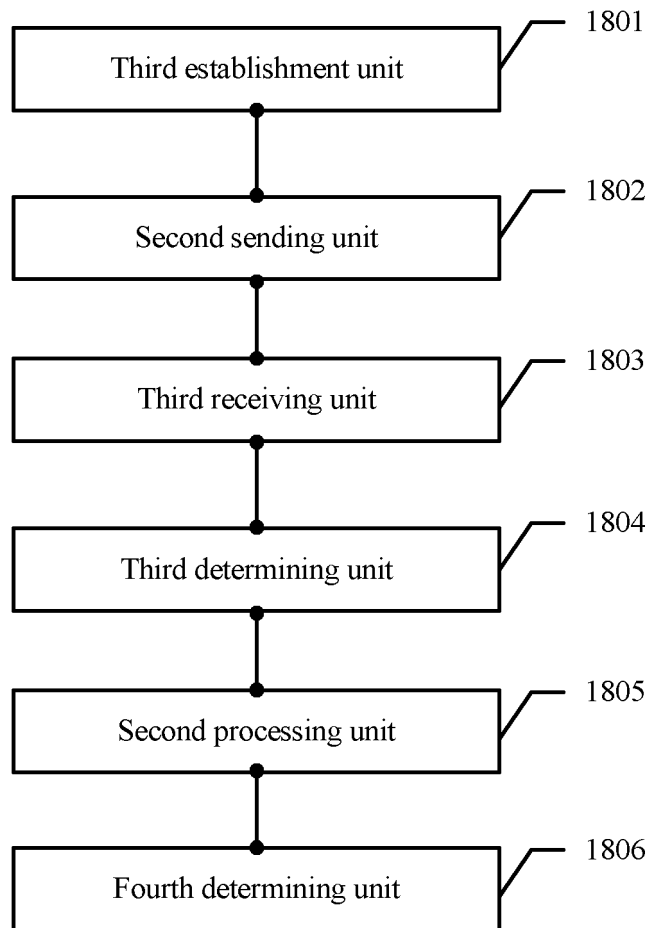 1801
Third establishment unit
1802
Second sending unit
1803
Third receiving unit
1804
Third determining unit
1805
Second processing unit
1806
Fourth determining unit